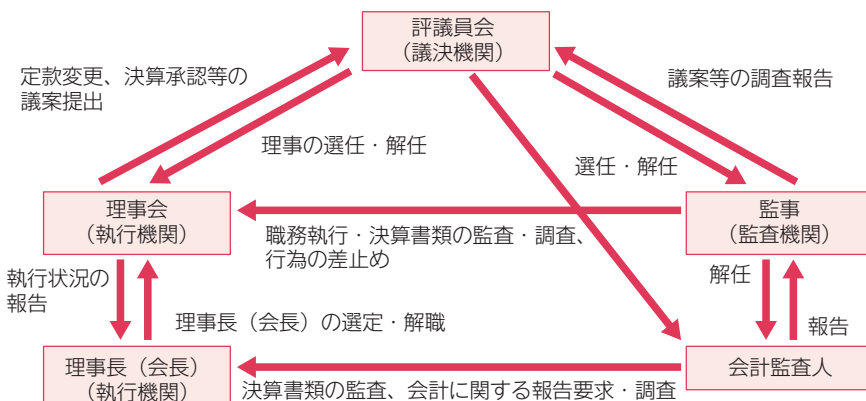 評議員会
（議決機関）
定款変更、決算承認等の
議案提出
議案等の調査報告
理事の選任・解任
選任・解任
理事会
（執行機関）
監事
（監査機関）
職務執行・決算書類の監査・調査、
行為の差止め
執行状況の
報告
解任
理事長（会長）の選定・解職
報告
理事長（会長）
（執行機関）
会計監査人
決算書類の監査、会計に関する報告要求・調査